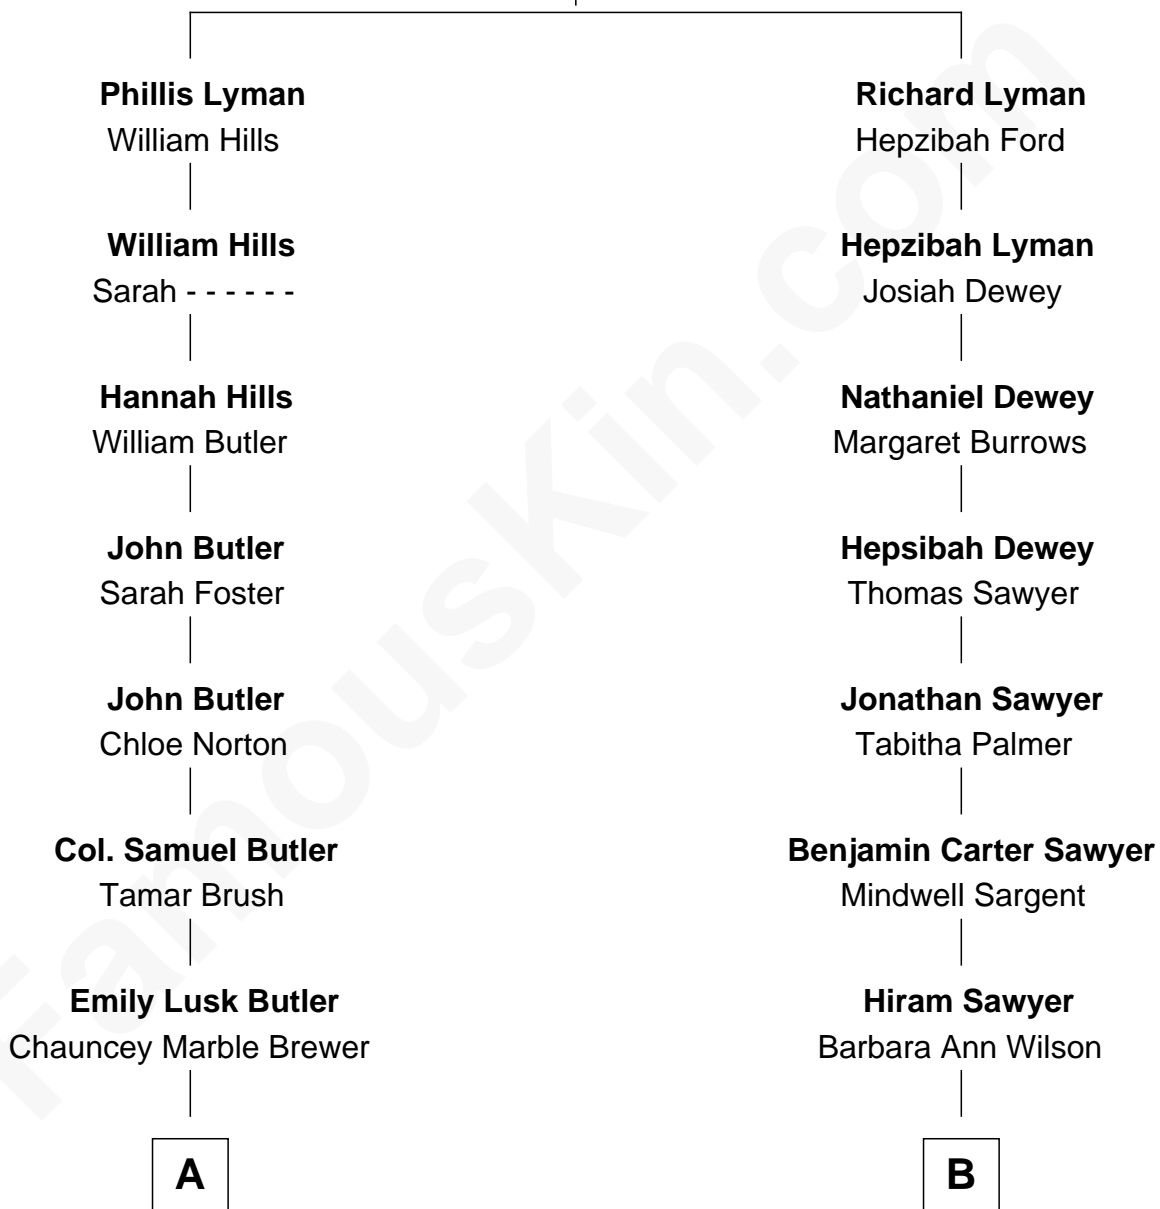 Phillis Lyman
William Hills
William Hills
Sarah - - - - - -
Hannah Hills
William Butler
John Butler
Sarah Foster
John Butler
Chloe Norton
Col. Samuel Butler
Tamar Brush
Emily Lusk Butler
Chauncey Marble Brewer
A
Richard Lyman
Hepzibah Ford
Hepzibah Lyman
Josiah Dewey
Nathaniel Dewey
Margaret Burrows
Hepsibah Dewey
Thomas Sawyer
Jonathan Sawyer
Tabitha Palmer
Benjamin Carter Sawyer
Mindwell Sargent
Hiram Sawyer
Barbara Ann Wilson
B
FamousKin.com